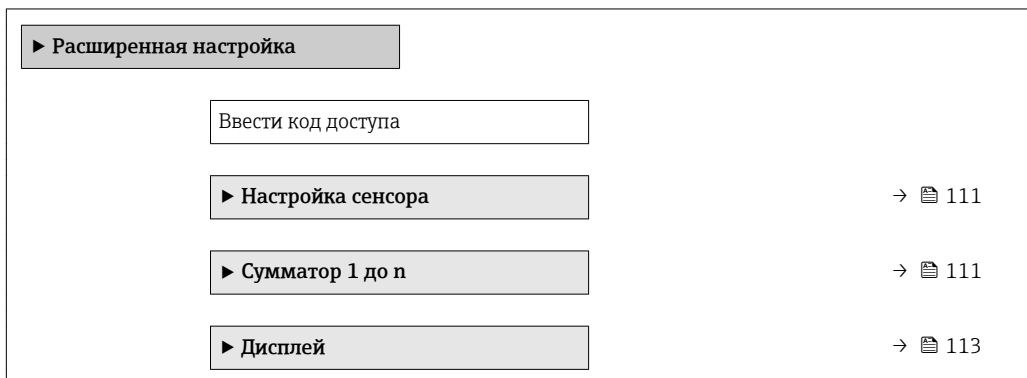 ▶ Расширенная настройка
Ввести код доступа
▶ Настройка сенсора → 111
▶ Сумматор 1 до n → 111
▶ Дисплей → 113